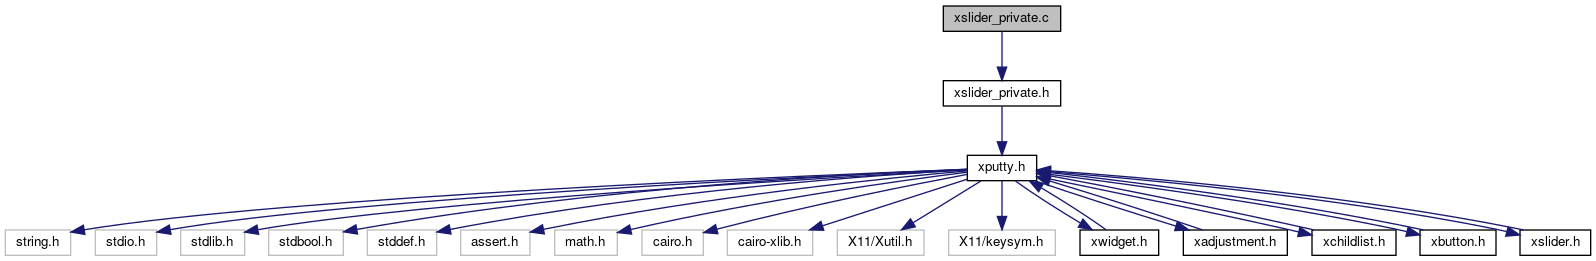 xslider_private.c
xslider_private.h
xputty.h
string.h
stdio.h
stdlib.h
stdbool.h
stddef.h
assert.h
math.h
cairo.h
cairo-xlib.h
X11/Xutil.h
X11/keysym.h
xwidget.h
xadjustment.h
xchildlist.h
xbutton.h
xslider.h